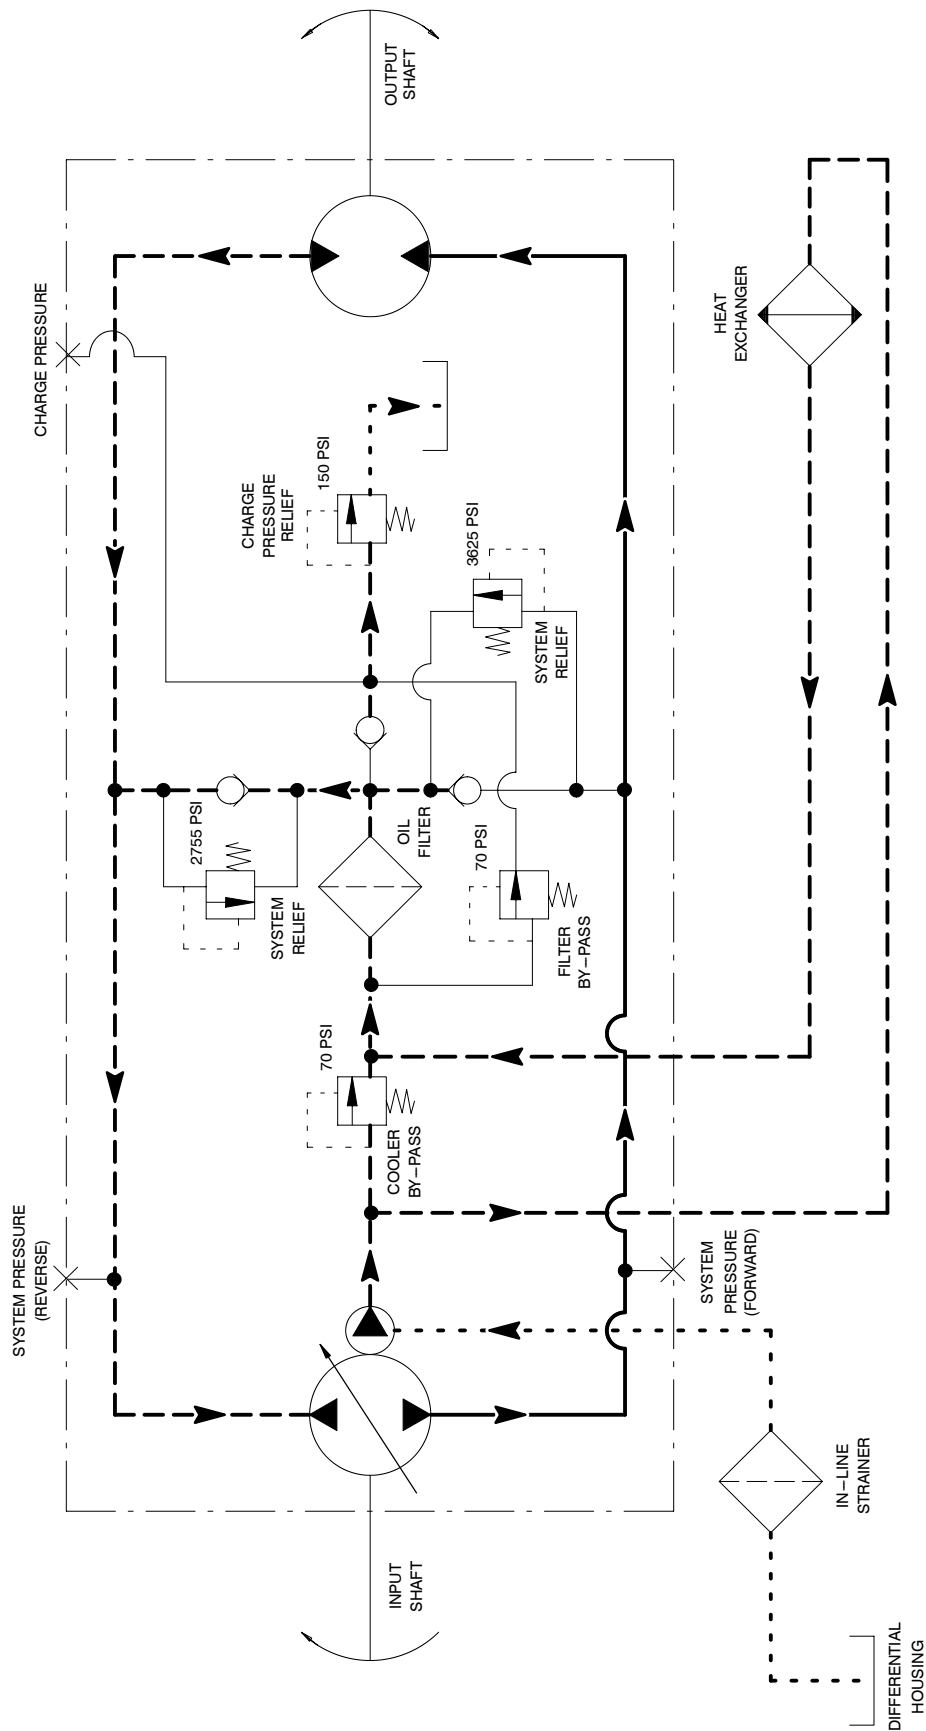 SYSTEM PRESSURE
(REVERSE)
CHARGE PRESSURE
INPUT
SHAFT
OUTPUT
SHAFT
2755 PSI
SYSTEM
RELIEF
CHARGE
PRESSURE
RELIEF
150 PSI
70 PSI
COOLER
BY-PASS
OIL
FILTER
70 PSI
FILTER
BY-PASS
3625 PSI
SYSTEM
RELIEF
SYSTEM
PRESSURE
(FORWARD)
HEAT
EXCHANGER
IN-LINE
STRAINER
DIFFERENTIAL
HOUSING